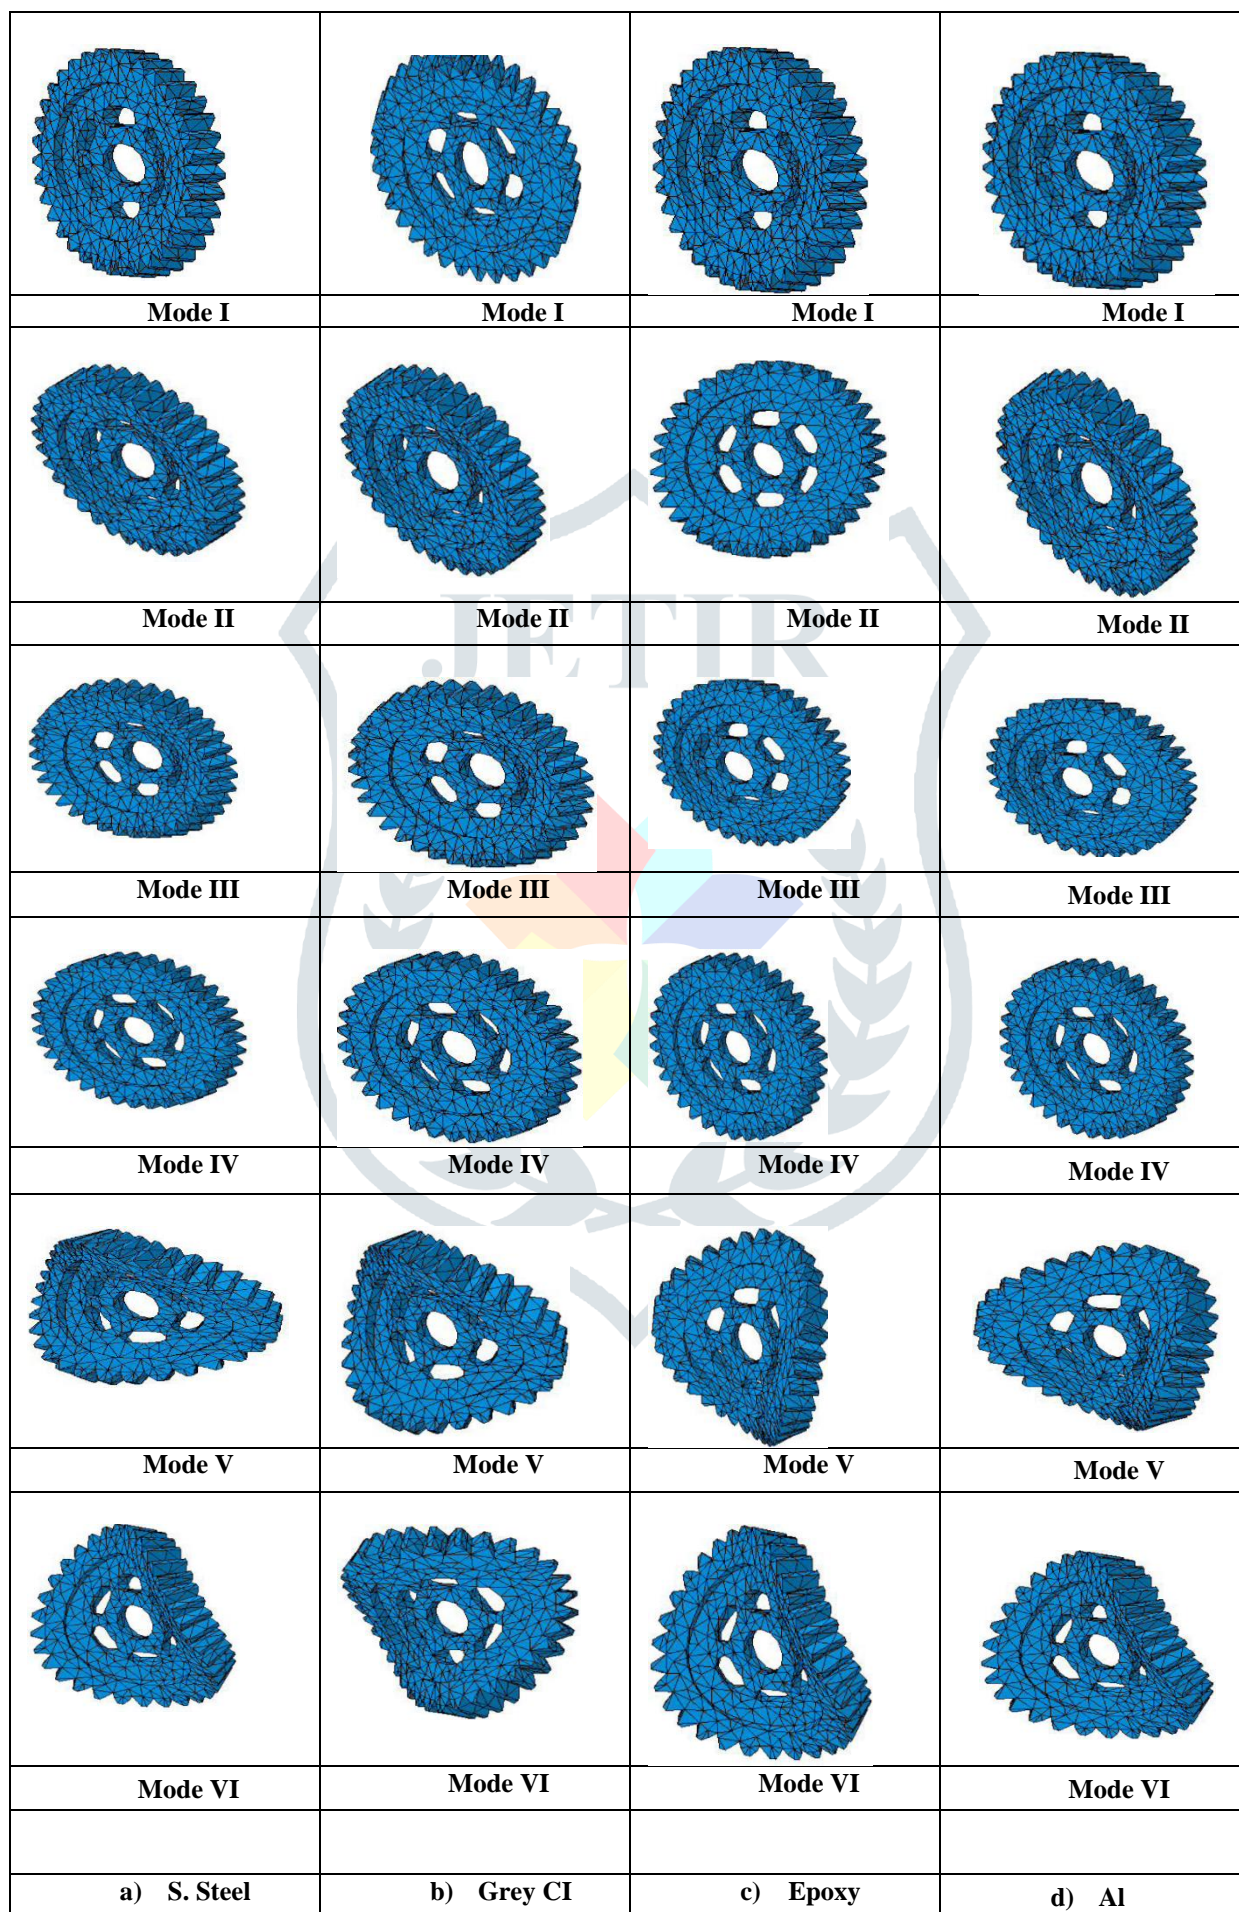 Mode I Mode I Mode I Mode I
JETIR
Mode II Mode II Mode II Mode II
Mode III Mode III Mode III Mode III
Mode IV Mode IV Mode IV Mode IV
Mode V Mode V Mode V Mode V
Mode VI Mode VI Mode VI Mode VI
a) S. Steel b) Grey CI c) Epoxy d) Al